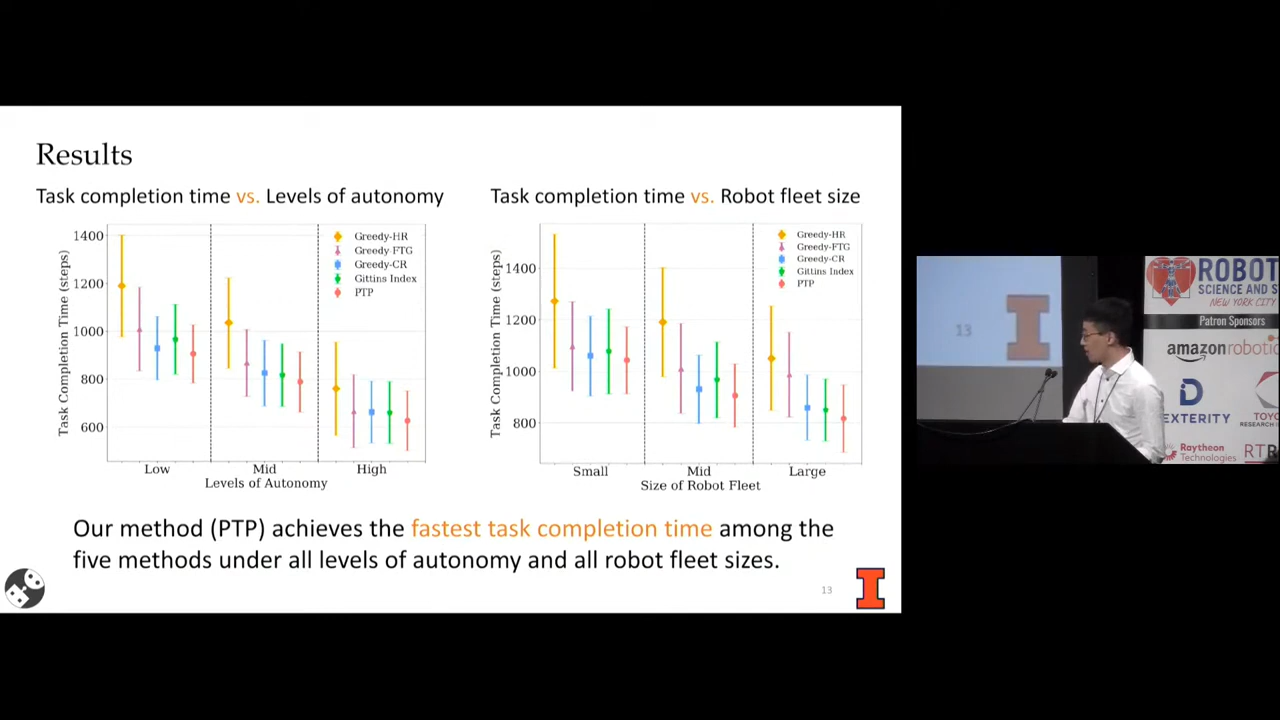 Results
Task completion time vs. Levels of autonomy
Task completion time vs. Robot fleet size
Task Completion Time (steps)
1400
1200
1000
800
600
Greedy-HR
Greedy-FTG
Greedy-CR
Gittins Index
PTP
Low Mid High
Levels of Autonomy
Task Completion Time (steps)
1400
1200
1000
800
Greedy-HR
Greedy-FTG
Greedy-CR
Gittins Index
PTP
Small Mid Large
Size of Robot Fleet
Our method (PTP) achieves the fastest task completion time among the
five methods under all levels of autonomy and all robot fleet sizes.
13
13
ROBOT
SCIENCE AND S
NEW YORK CITY
Patron Sponsors
amazon robotic
DEXTERITY
TOYO
RESEARCH I
Raytheon
Technologies
RTR